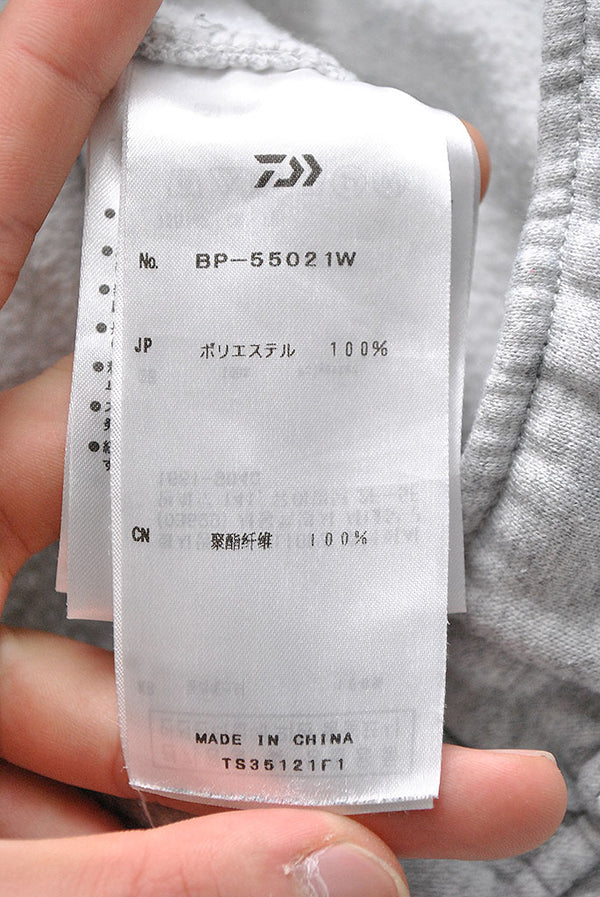 No. BP-55021W
JP ポリエステル 100%
CN 聚酯纤维 100%
MADE IN CHINA
TS35121F1